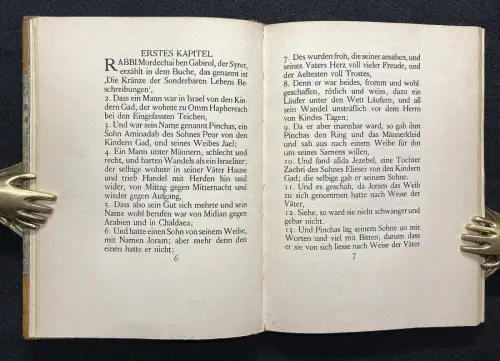 ERSTES KAPITEL
RABBI Mordechai ben Gabirol, der Syrer,
erzählt in dem Buche, das genannt ist
‚Die Kränze der Sonderbaren Lebens Be
schreibungen‘,
2. Dass ein Mann war in Israel von den Kin
dern Gad, der wohnte zu Omm Hapheresch
bei den Eingefassten Teichen,
3. Und war sein Name genannt Pinchas, ein
Sohn Aminadab des Sohnes Peor von den
Kindern Gad, und seines Weibes Jael;
4. Ein Mann unter Männern, schlecht und
recht, und harten Wandels als ein Israeliter;
der selbige wohnte in seiner Väter Hause
und trieb Handel mit Herden hin und
wider, von Mittag gegen Mitternacht und
wieder gegen Aufgang,
5. Dass also sein Gut sich mehrte und sein
Name wohl berufen war von Midian gegen
Arabien und in Chaldaea;
6. Und hatte einen Sohn von seinem Weibe,
mit Namen Joram; aber mehr denn den
einen hatte er nicht;
6
7. Des wurden froh, die seiner ansahen, und
seines Vaters Herz voll vieler Freude, und
der Aeltesten voll Trostes,
8. Denn er war beides, fromm und wohl
geschaffen, rötlich und weiss, dazu ein
Läufer unter den Wett Läufern, und all
sein Wandel unsträflich vor dem Herrn
von Kindes Tagen;
9. Da er aber mannbar ward, so gab ihm
Pinchas den Ring und das Männerkleid
und sah aus nach einem Weibe für ihn
um seines Samens willen,
10. Und fand allda Jezebel, eine Tochter
Zachri des Sohnes Elieser von den Kindern
Zad; die selbige gab er seinem Sohne.
11. Und es geschah, da Joram das Weib
zu sich genommen hatte nach Weise der
Väter,
12. Siehe, so ward sie nicht schwanger und
gebar nicht.
13. Und Pinchas lag seinem Sohne an mit
Worten und viel mit Bitten, darum dass
er sie von sich liesse nach Weise der Väter
7